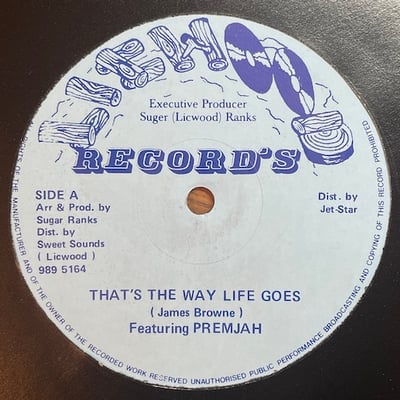 Executive Producer
Suger (Licwood) Ranks
RECORD'S
SIDE A
Arr & Prod. by
Sugar Ranks
Dist. by
Sweet Sounds
( Licwood )
989 5164
Dist. by
Jet-Star
THAT'S THE WAY LIFE GOES
( James Browne )
Featuring PREMJAH
OF THE MANUFACTURER AND OF THE OWNER OF THE RECORDED WORK RESERVED UNAUTHORISED PUBLIC PERFORMANCE BROADCASTING AND COPYING OF THIS RECORD PROHIBITED